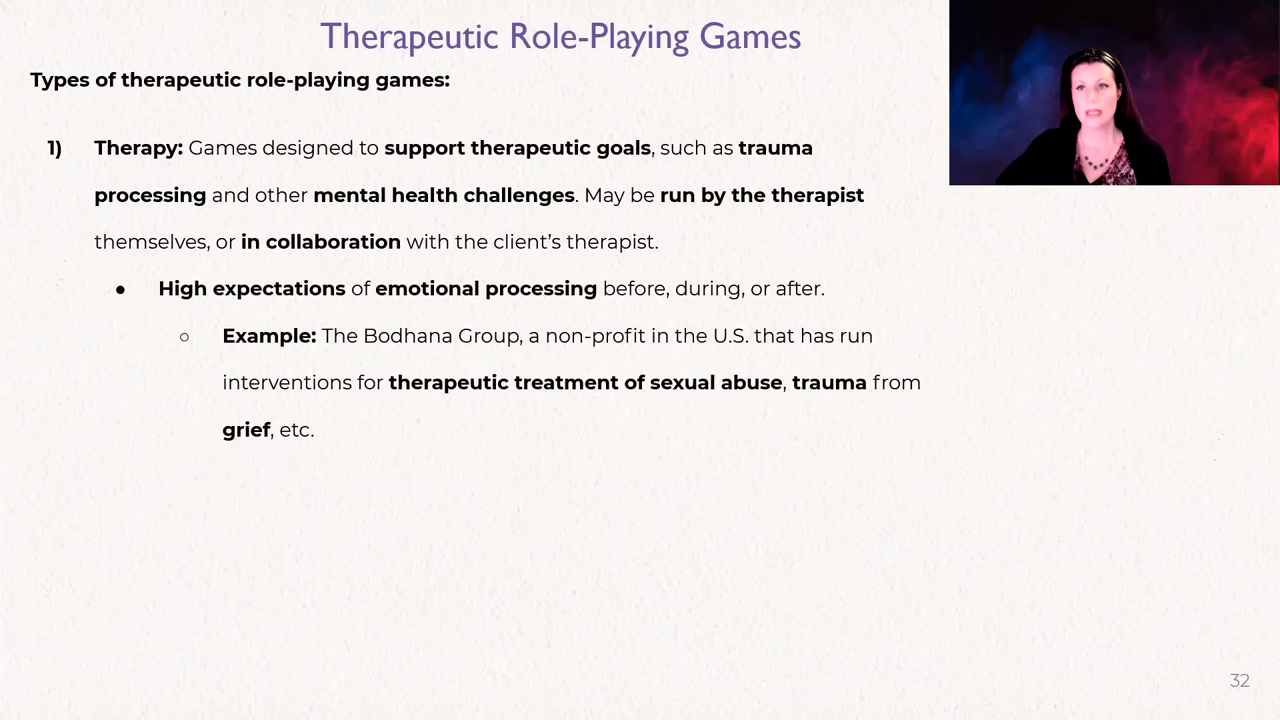 Therapeutic Role-Playing Games
Types of therapeutic role-playing games:
1) Therapy: Games designed to support therapeutic goals, such as trauma
processing and other mental health challenges. May be run by the therapist
themselves, or in collaboration with the client’s therapist.
● High expectations of emotional processing before, during, or after.
○ Example: The Bodhana Group, a non-profit in the U.S. that has run
interventions for therapeutic treatment of sexual abuse, trauma from
grief, etc.
32